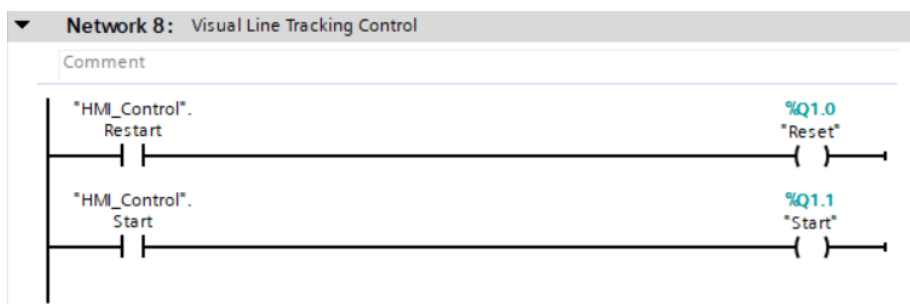 Network 8: Visual Line Tracking Control
Comment
"HMI_Control".
Restart
%Q1.0
"Reset"
"HMI_Control".
Start
%Q1.1
"Start"